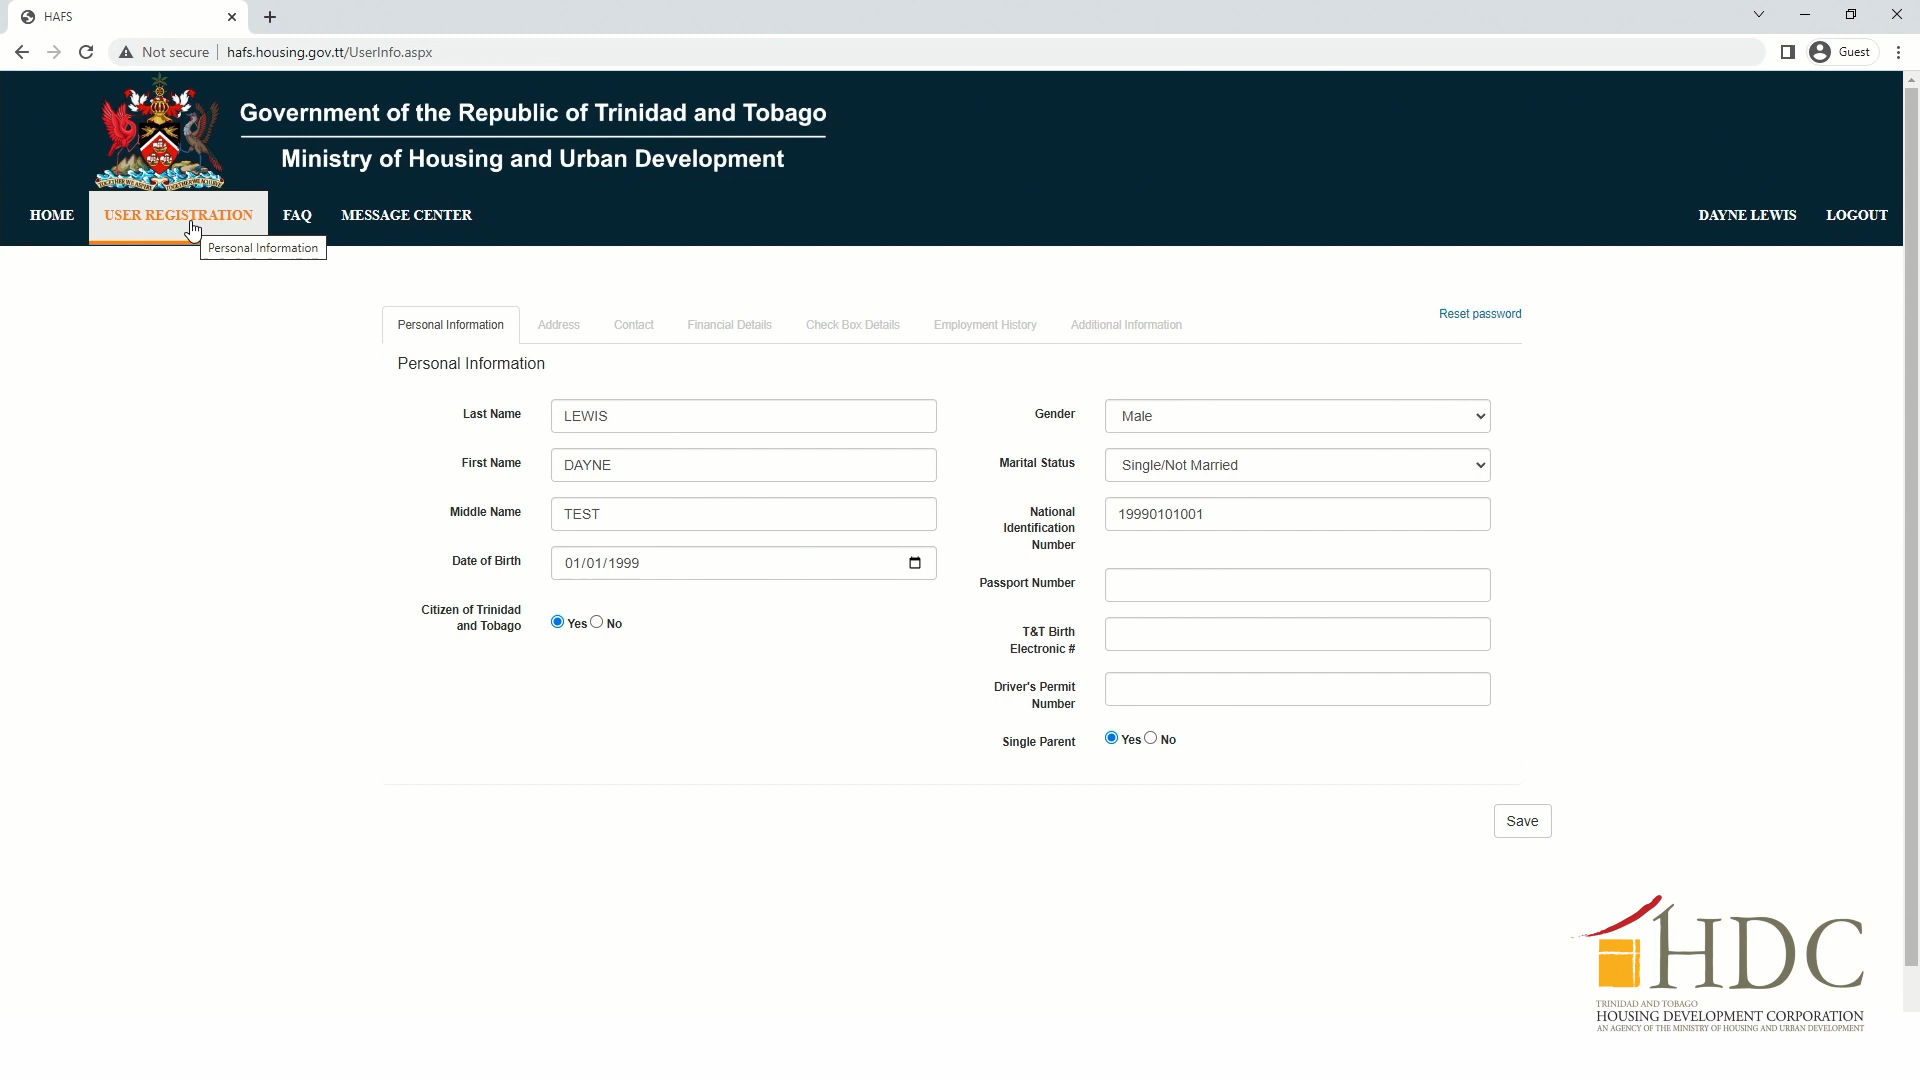 HAFS
Not secure
hafs.housing.gov.tt/UserInfo.aspx
Guest
Government of the Republic of Trinidad and Tobago
Ministry of Housing and Urban Development
HOME USER REGISTRATION FAQ MESSAGE CENTER DAYNE LEWIS LOGOUT
Personal Information
Personal Information Address Contact Financial Details Check Box Details Employment History Additional Information
Reset password
Personal Information
Last Name LEWIS
First Name DAYNE
Middle Name TEST
Date of Birth 01/01/1999
Citizen of Trinidad
and Tobago
Yes No
Gender Male
Marital Status Single/Not Married
National
Identification
Number
19990101001
Passport Number
T&T Birth
Electronic #
Driver's Permit
Number
Single Parent Yes No
Save
HDC
TRINIDAD AND TOBAGO
HOUSING DEVELOPMENT CORPORATION
AN AGENCY OF THE MINISTRY OF HOUSING AND URBAN DEVELOPMENT